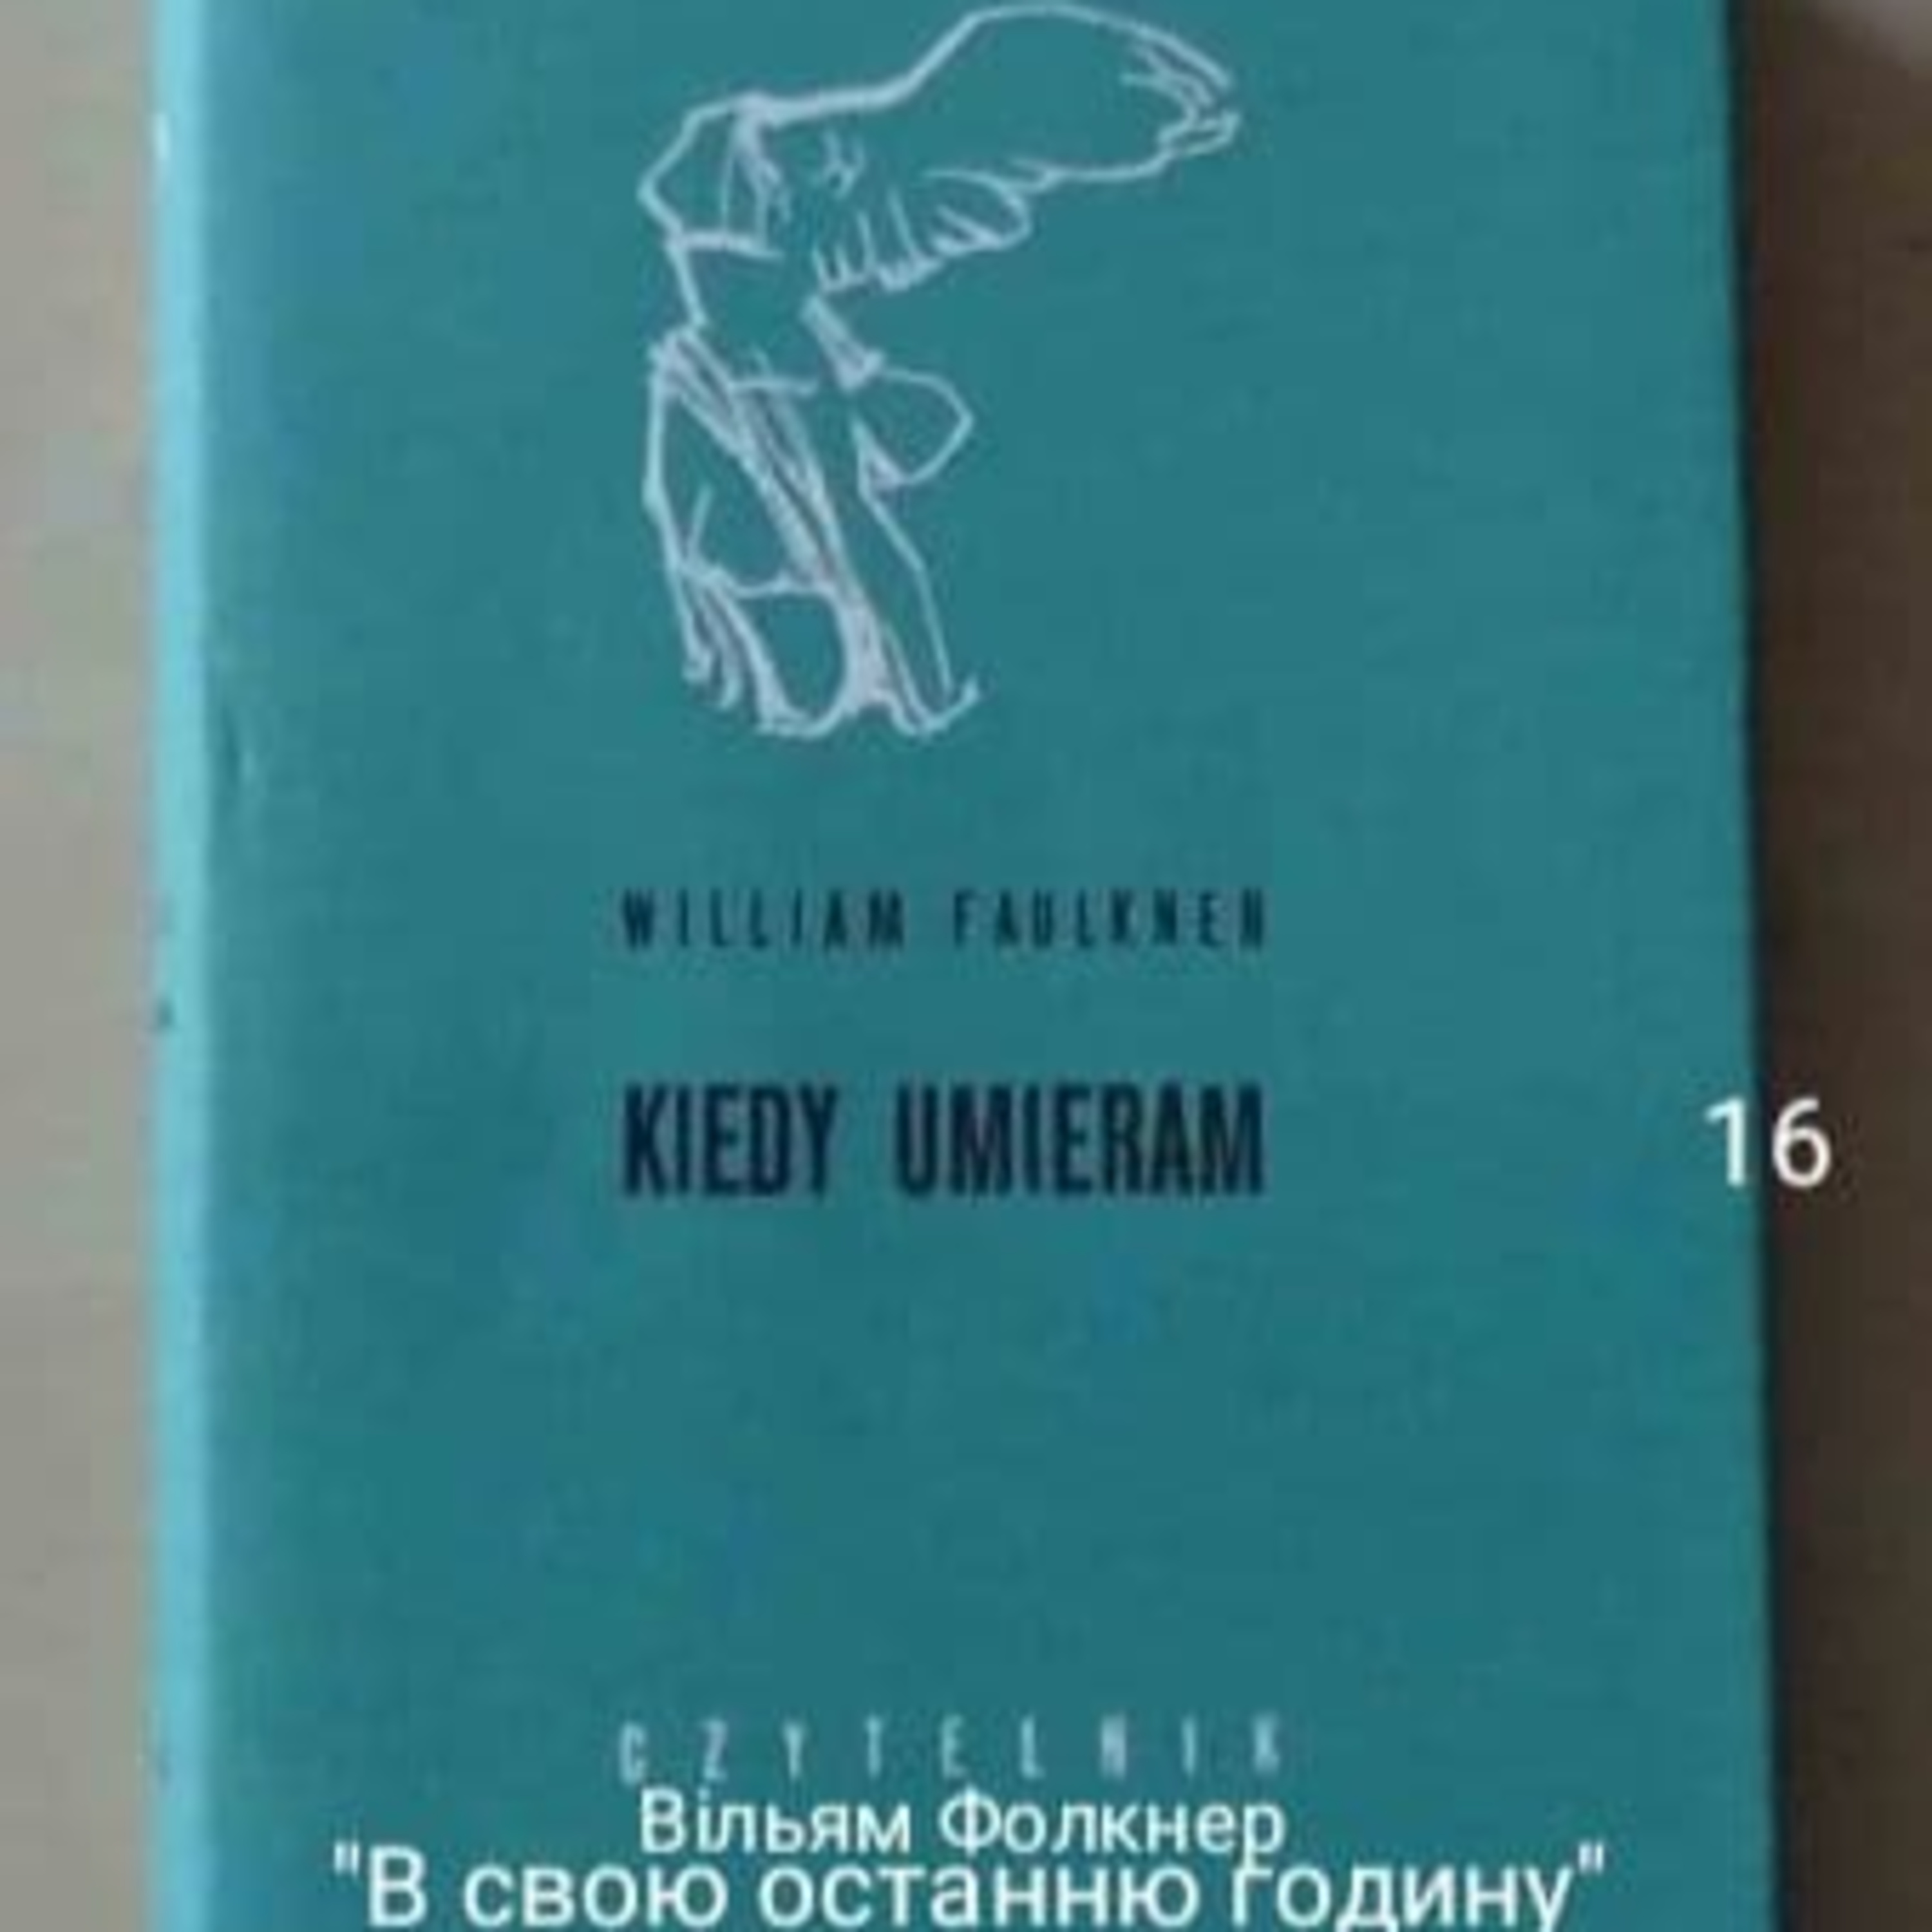 WILLIAM FAULKNER
KIEDY UMIERAM
16
CZYTELNIK
Вільям Фолкнер
"В свою останню годину"